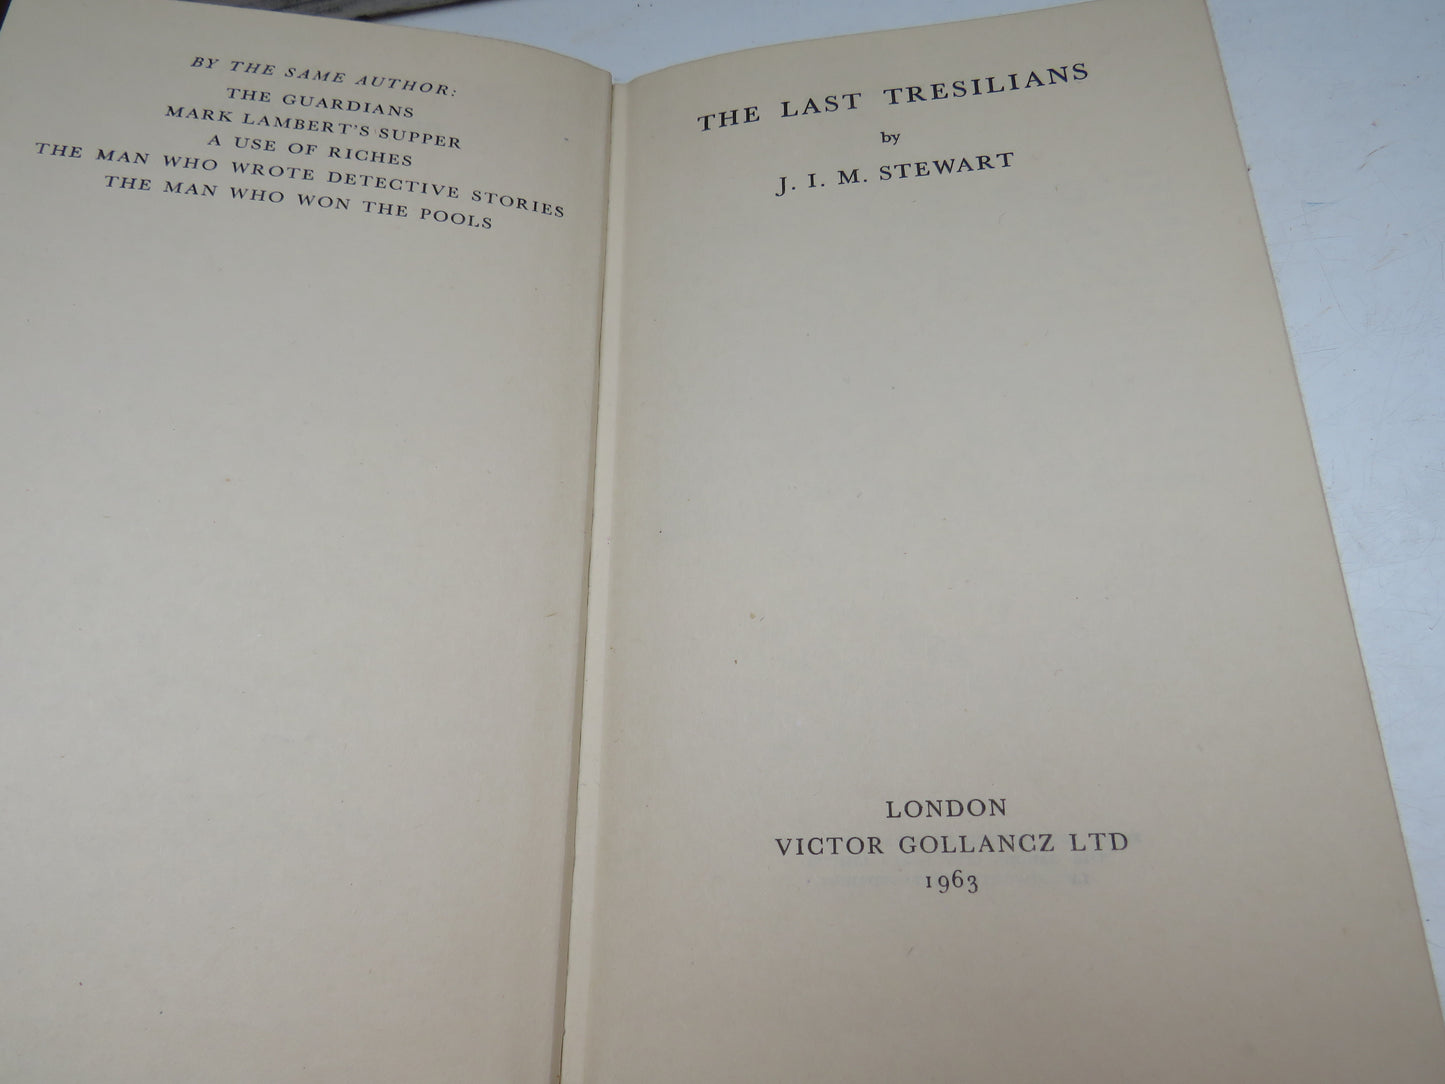 BY THE SAME AUTHOR:
THE GUARDIANS
MARK LAMBERT'S SUPPER
A USE OF RICHES
THE MAN WHO WROTE DETECTIVE STORIES
THE MAN WHO WON THE POOLS
THE LAST TRESILIANS
by
J. I. M. STEWART
LONDON
VICTOR GOLLANCZ LTD
1963